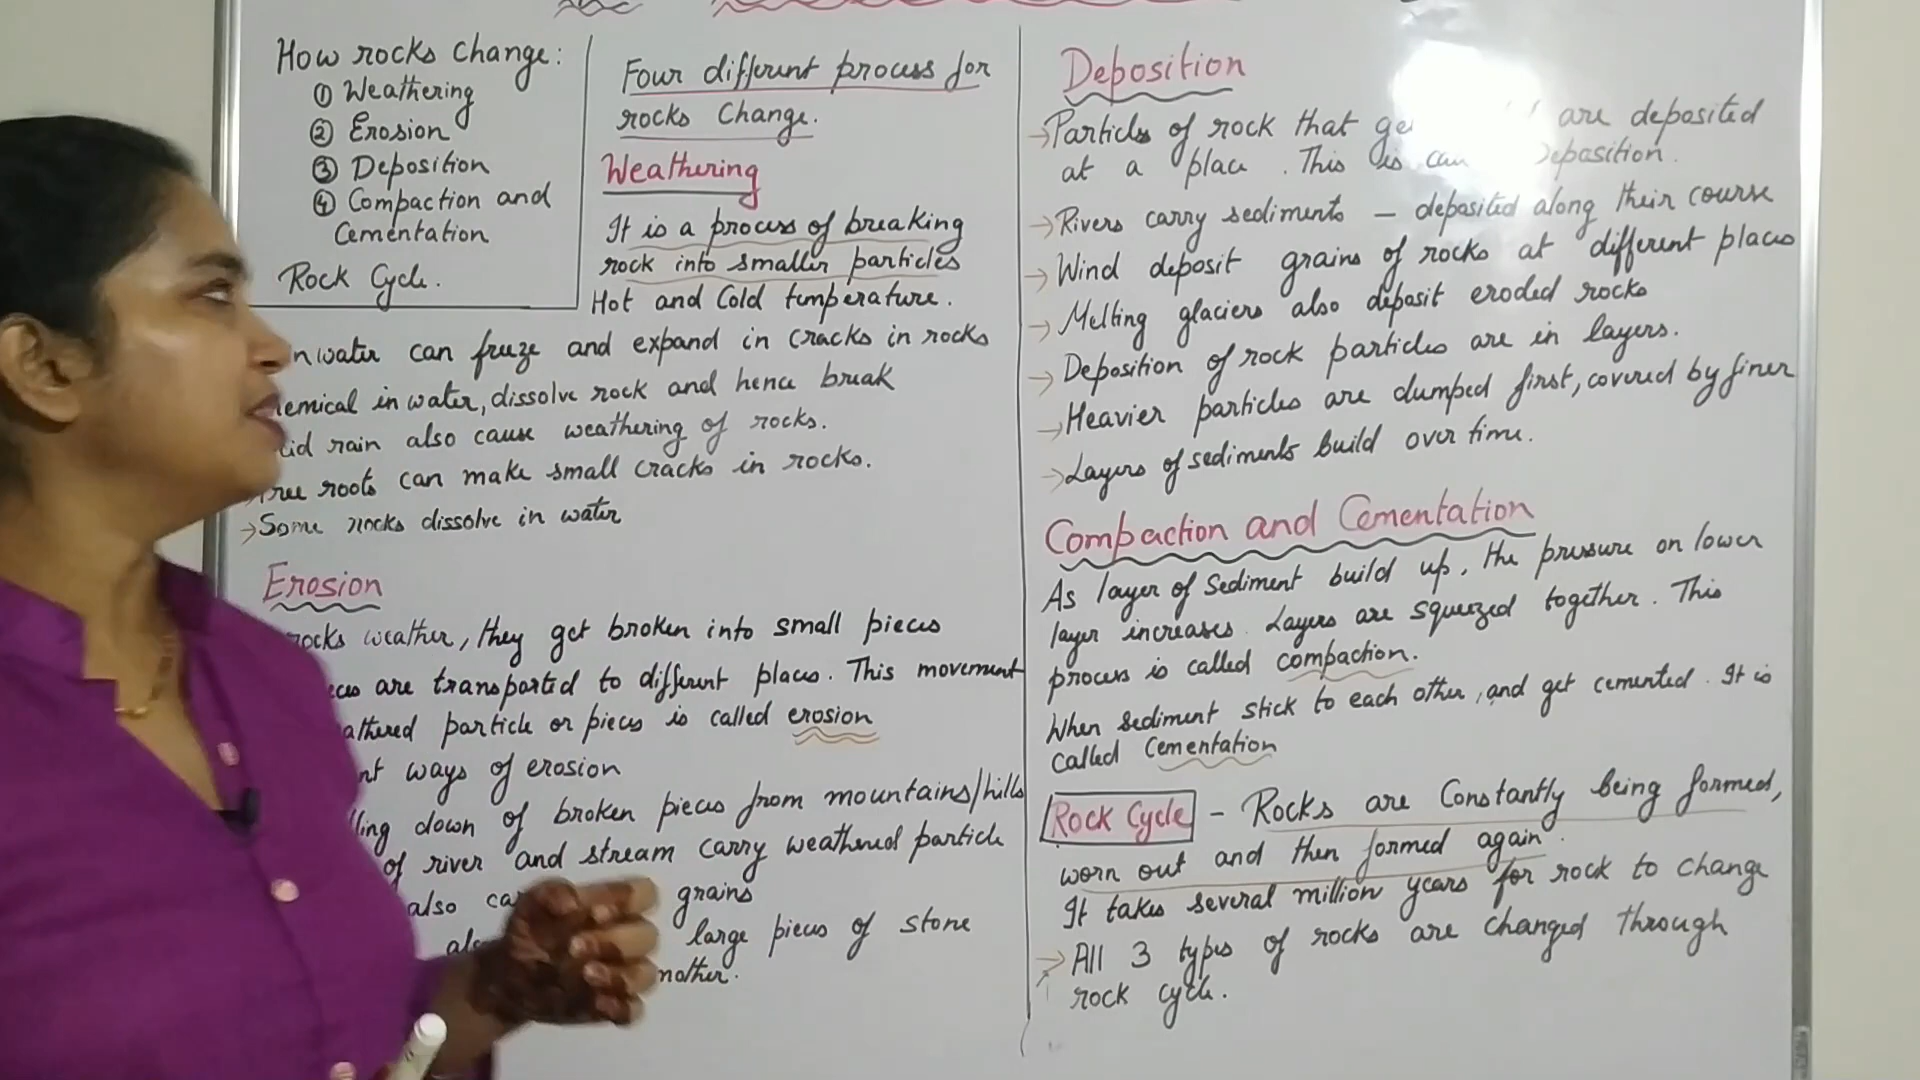 How rocks change:
① Weathering
② Erosion
③ Deposition
④ Compaction and
Cementation
Rock Cycle.
Four different process for
rocks Change.
Weathering
It is a process of breaking
rock into smaller particles
Hot and Cold temperature.
water can freeze and expand in cracks in rocks
in water, dissolve rock and hence break
rain also cause weathering of rocks.
Tree roots can make small cracks in rocks.
→ Some rocks dissolve in water
Erosion
rocks weather, they get broken into small pieces
are transported to different places. This movement
particle or pieces is called erosion
ways of erosion
down of broken pieces from mountains/hills
of river and stream carry weathered particle
also grains
large pieces of stone
Deposition
→ Particles of rock that are deposited
at a place. This is Deposition.
→ Rivers carry sediments – deposited along their course
→ Wind deposit grains of rocks at different places
→ Melting glaciers also deposit eroded rocks
→ Deposition of rock particles are in layers.
→ Heavier particles are dumped first, covered by finer
→ Layers of sediments build over time.
Compaction and Cementation
As layer of Sediment build up, the pressure on lower
layer increases. Layers are squeezed together. This
process is called compaction.
When sediment stick to each other, and get cemented. It is
called Cementation
Rock Cycle – Rocks are Constantly being formed,
worn out and then formed again.
It takes several million years for rock to change
→ All 3 types of rocks are changed through
rock cycle.